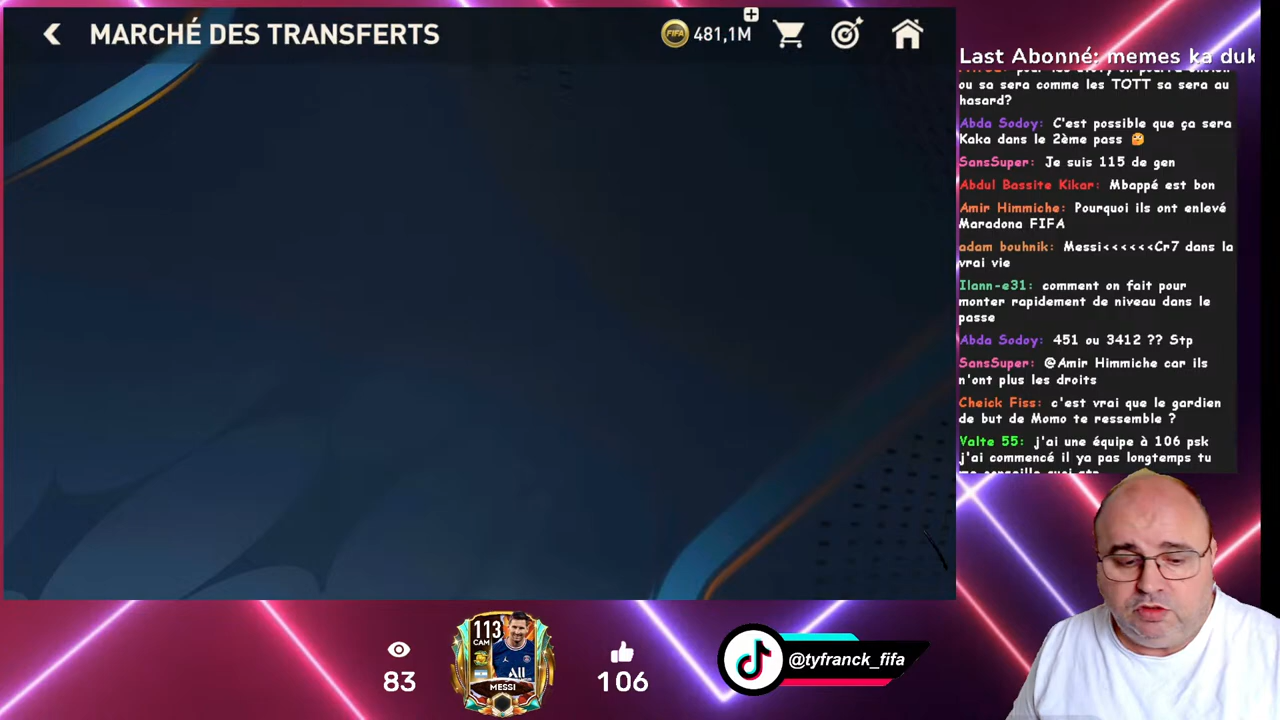 MARCHÉ DES TRANSFERTS
FIFA
481,1M
Last Abonné: memes ka duk
ou sa sera comme les TOTT sa sera au
hasard?
Abda Sodoy: C'est possible que ça sera
Kaka dans le 2ème pass
SansSuper: Je suis 115 de gen
Abdul Bassite Kikar: Mbappé est bon
Amir Himmiche: Pourquoi ils ont enlevé
Maradona FIFA
adam bouhnik: Messi<<<<<<Cr7 dans la
vrai vie
Ilann-e31: comment on fait pour
monter rapidement de niveau dans le
passe
Abda Sodoy: 451 ou 3412 ?? Stp
SansSuper: @Amir Himmiche car ils
n'ont plus les droits
Cheick Fiss: c'est vrai que le gardien
de but de Momo te ressemble ?
Valte 55: j'ai une équipe à 106 psk
j'ai commencé il ya pas longtemps tu
83
113
CAM
ALL
MESSI
106
@tyfranck_fifa